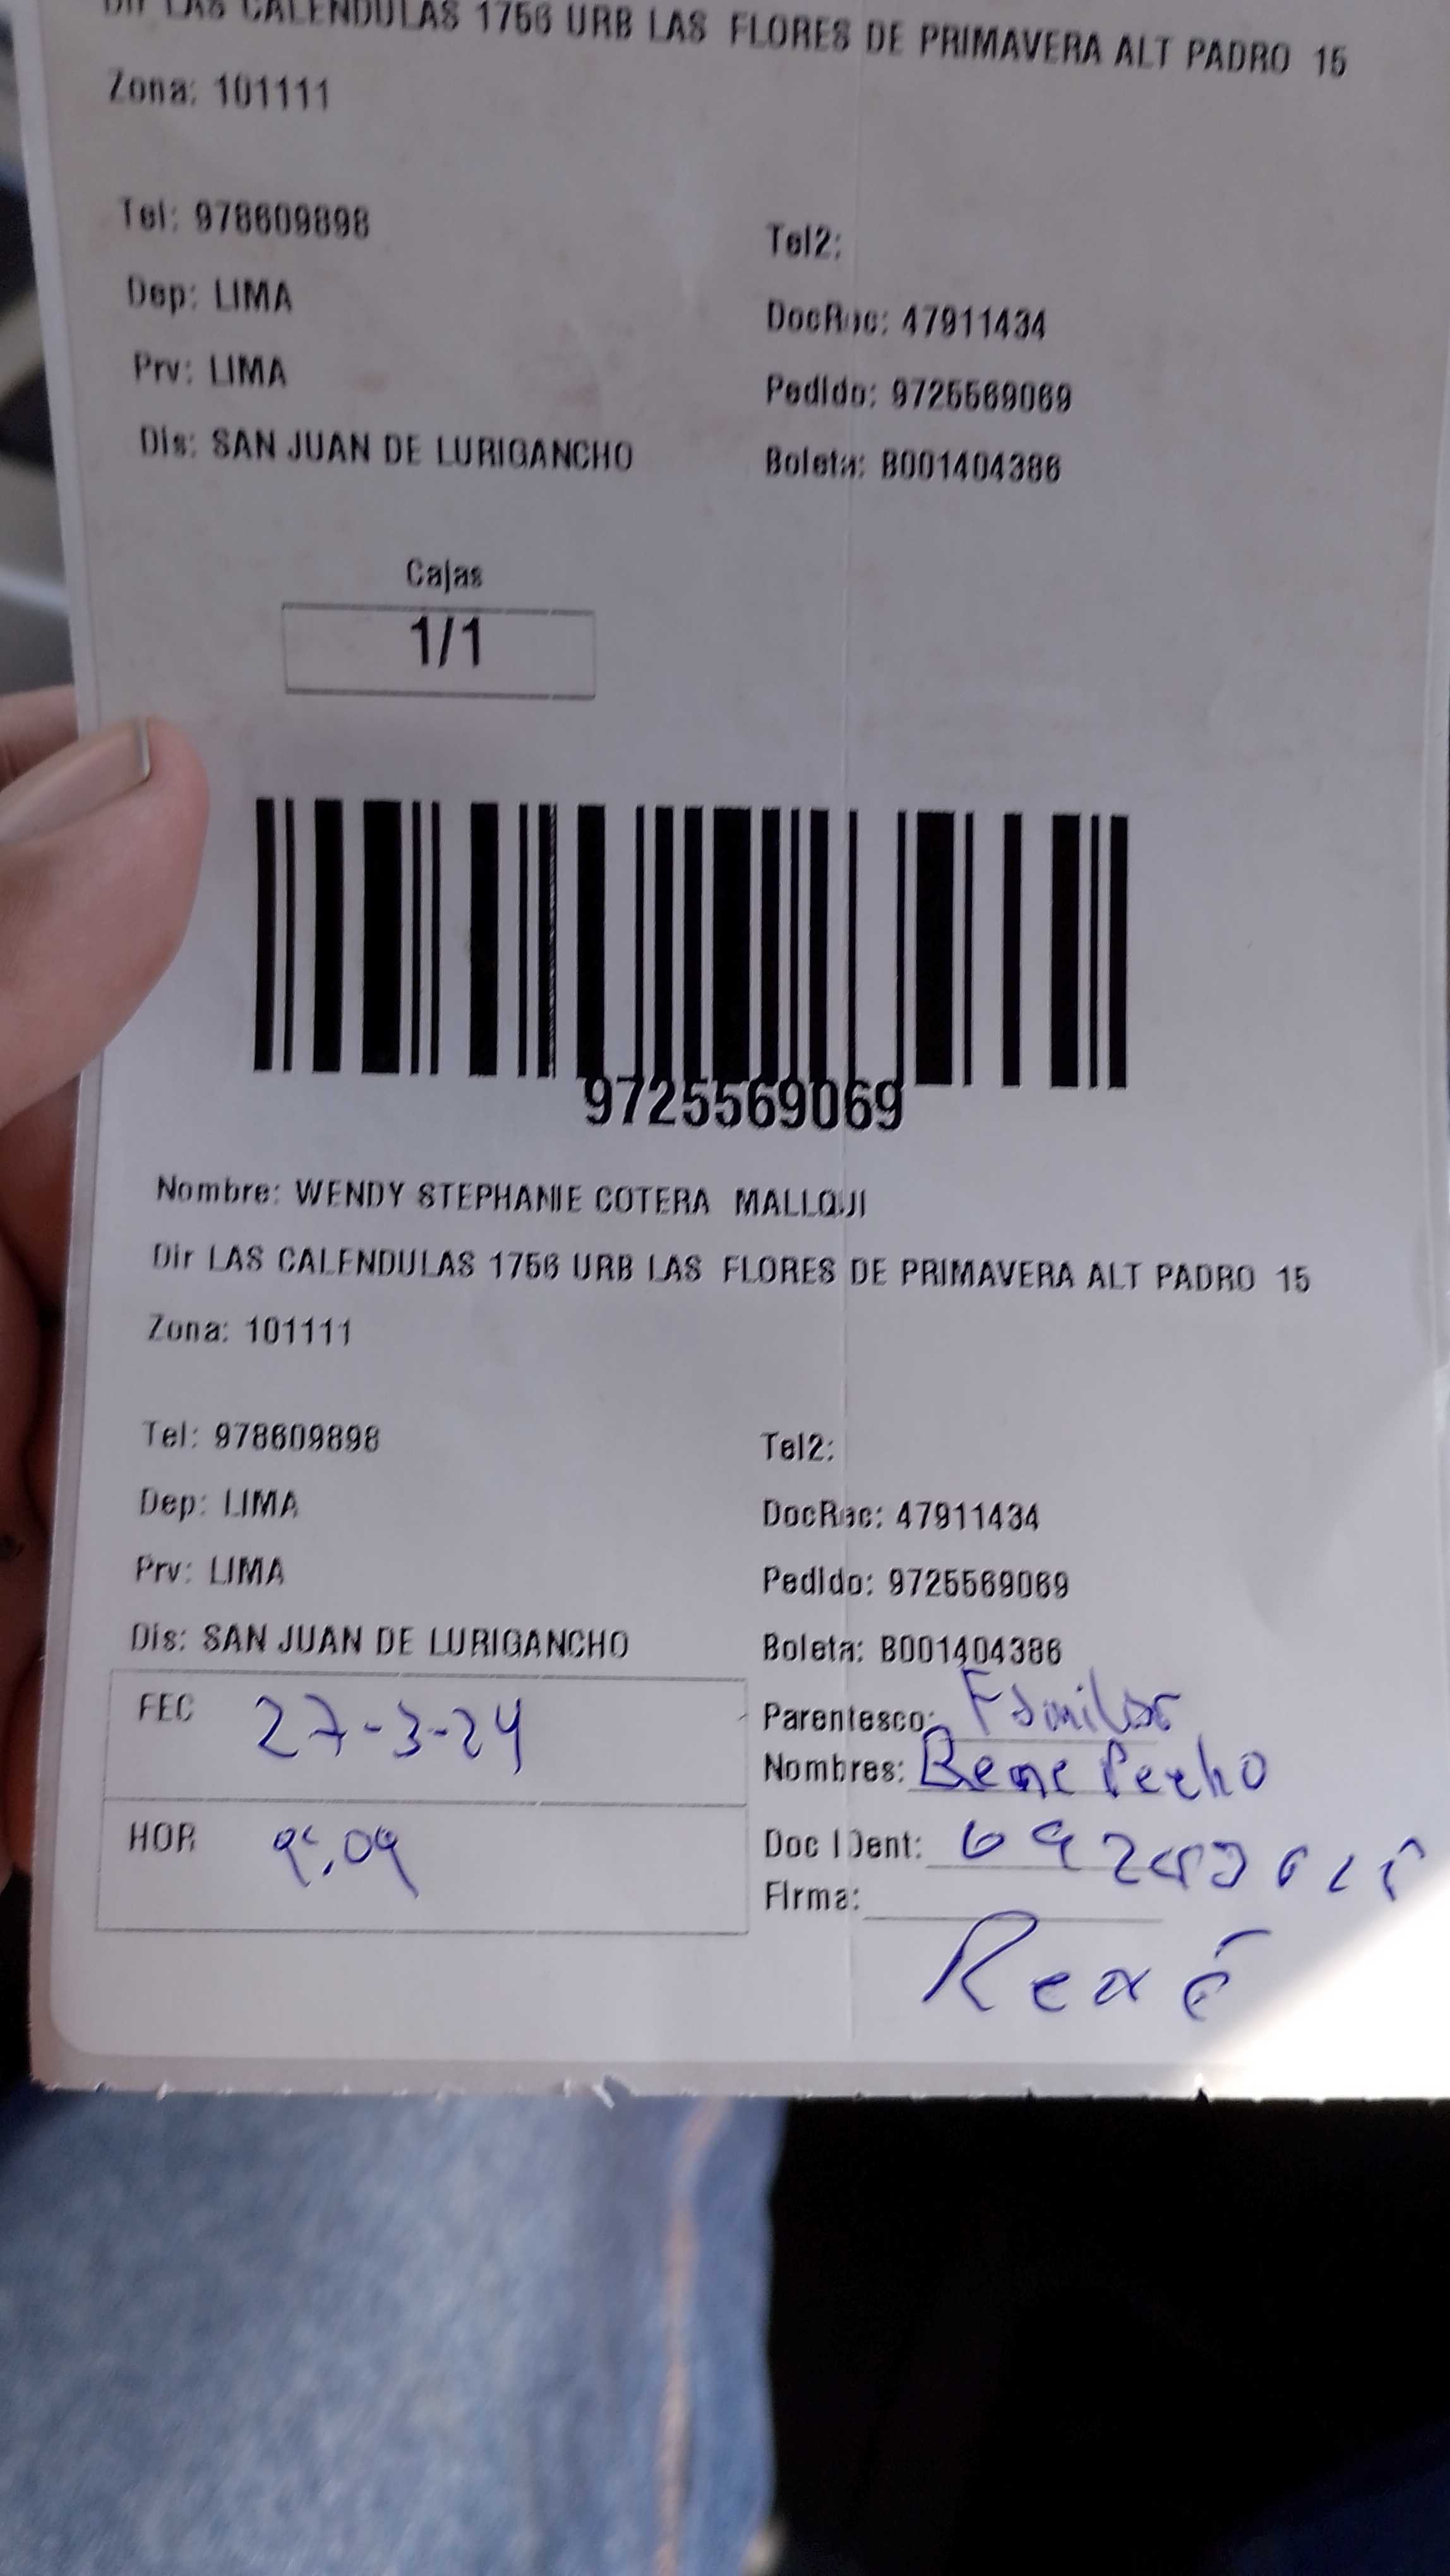 Dir LAS CALENDULAS 1756 URB LAS FLORES DE PRIMAVERA ALT PADRO 15
Zona: 101111
Tel: 978609898
Tel2:
Dep: LIMA
DocRec: 47911434
Prv: LIMA
Pedido: 9725569069
Dis: SAN JUAN DE LURIGANCHO
Boleta: B001404386
Cajas
1/1
9725569069
Nombre: WENDY STEPHANIE COTERA MALLQUI
Dir LAS CALENDULAS 1756 URB LAS FLORES DE PRIMAVERA ALT PADRO 15
Zona: 101111
Tel: 978609898
Tel2:
Dep: LIMA
DocRec: 47911434
Prv: LIMA
Pedido: 9725569069
Dis: SAN JUAN DE LURIGANCHO
Boleta: B001404386
FEC 27-3-24
Parentesco: Familiar
Nombres:
HOR 9:09
Doc IDent:
Firma:
René